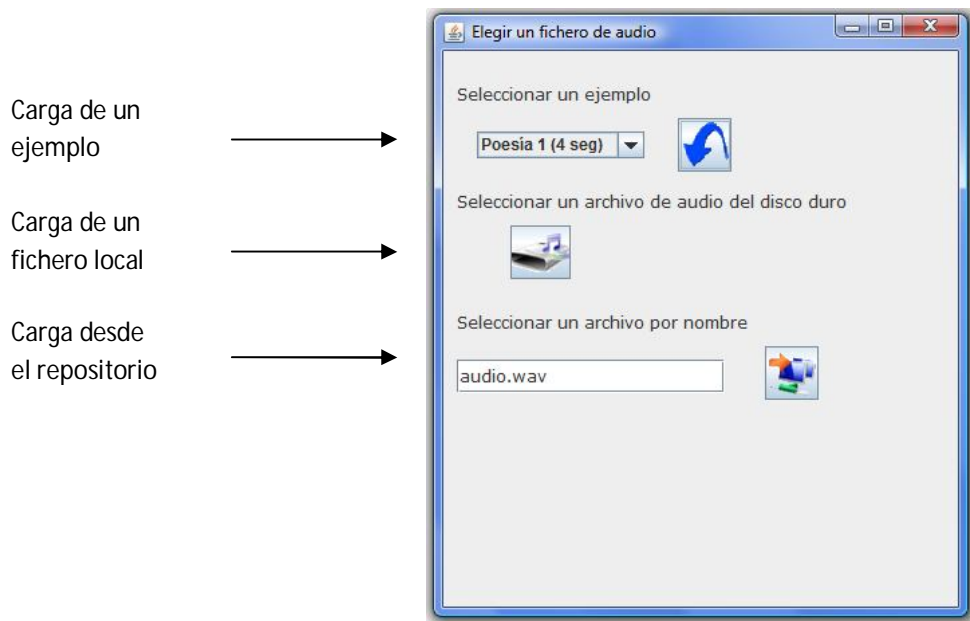 Elegir un fichero de audio
Seleccionar un ejemplo
Carga de un
ejemplo
Poesía 1 (4 seg)
Seleccionar un archivo de audio del disco duro
Carga de un
fichero local
Seleccionar un archivo por nombre
Carga desde
el repositorio
audio.wav